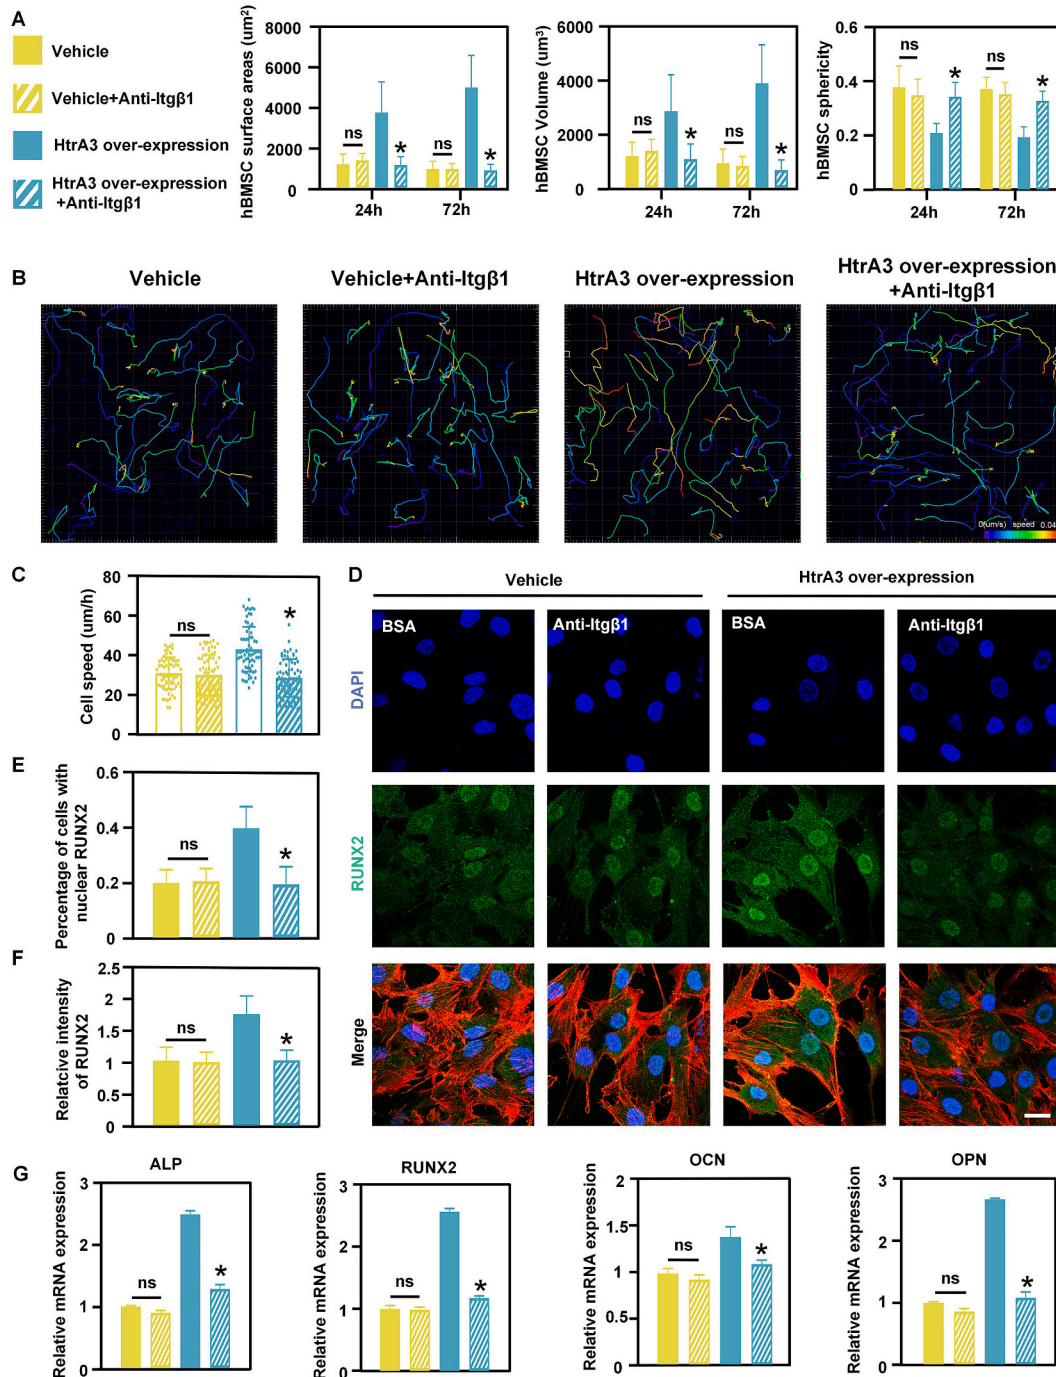 A
Vehicle
Vehicle+Anti-Itgβ1
HtrA3 over-expression
HtrA3 over-expression
+Anti-Itgβ1
hBMSC surface areas (um²)
8000
6000
4000
2000
0
ns
*
ns
*
24h
72h
hBMSC Volume (um³)
6000
4000
2000
0
ns
*
ns
*
24h
72h
hBMSC sphericity
0.6
0.4
0.2
0
ns
*
ns
*
24h
72h
B
Vehicle
Vehicle+Anti-Itgβ1
HtrA3 over-expression
HtrA3 over-expression
+Anti-Itgβ1
0(um/s) speed 0.04
C
Cell speed (um/h)
80
60
40
20
0
ns
*
D
Vehicle
HtrA3 over-expression
BSA
Anti-Itgβ1
BSA
Anti-Itgβ1
DAPI
RUNX2
Merge
E
Percentage of cells with
nuclear RUNX2
0.6
0.4
0.2
0
ns
*
F
Relatcive intensity
of RUNX2
2.5
2
1.5
1
0.5
0
ns
*
G
ALP
Relative mRNA expression
3
2
1
0
ns
*
RUNX2
Relative mRNA expression
3
2
1
0
ns
*
OCN
Relative mRNA expression
2
1.5
1
0.5
0
ns
*
OPN
Relative mRNA expression
3
2
1
0
ns
*